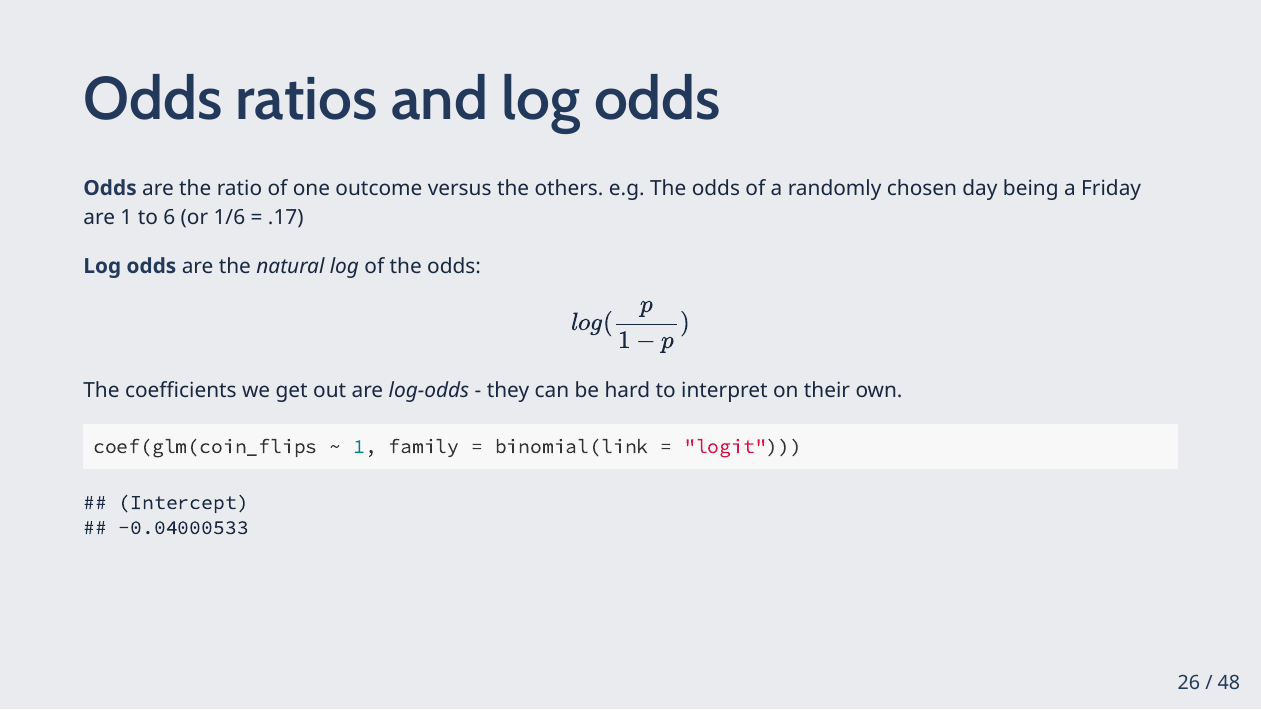 Odds ratios and log odds
Odds are the ratio of one outcome versus the others. e.g. The odds of a randomly chosen day being a Friday
are 1 to 6 (or 1/6 = .17)
Log odds are the natural log of the odds:
log(p / (1 − p))
The coefficients we get out are log-odds - they can be hard to interpret on their own.
coef(glm(coin_flips ~ 1, family = binomial(link = "logit")))
## (Intercept)
## -0.04000533
26 / 48